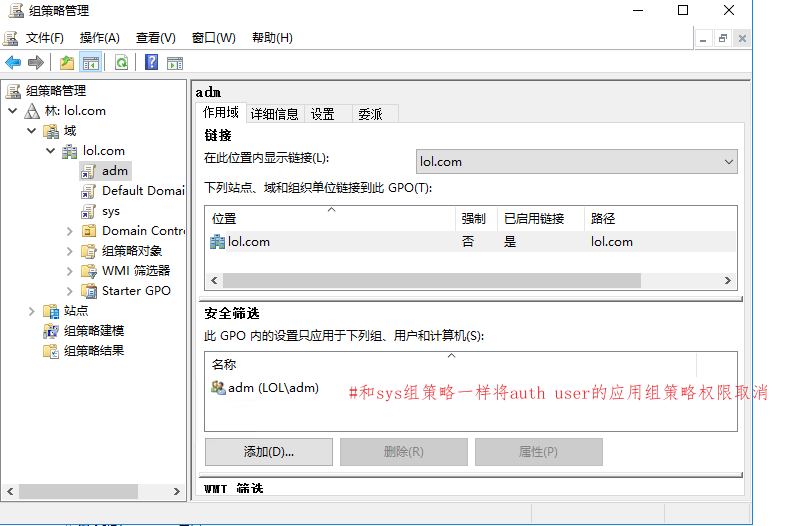 组策略管理
文件(F) 操作(A) 查看(V) 窗口(W) 帮助(H)
组策略管理
林: lol.com
域
lol.com
adm
Default Domai
sys
Domain Contro
组策略对象
WMI 筛选器
Starter GPO
站点
组策略建模
组策略结果
adm
作用域 详细信息 设置 委派
链接
在此位置内显示链接(L): lol.com
下列站点、域和组织单位链接到此 GPO(T):
位置 强制 已启用链接 路径
lol.com 否 是 lol.com
安全筛选
此 GPO 内的设置只应用于下列组、用户和计算机(S):
名称
adm (LOL\adm)
#和sys组策略一样将auth user的应用组策略权限取消
添加(D)... 删除(R) 属性(P)
WMI 筛选